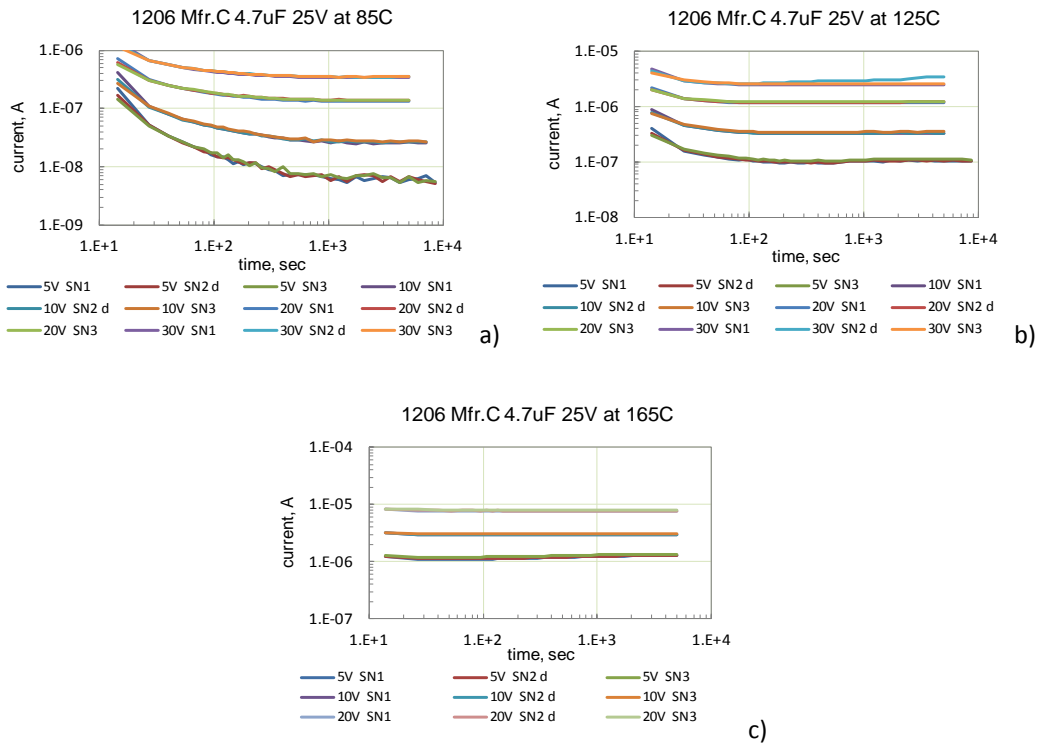 1206 Mfr.C 4.7uF 25V at 85C
1.E-06
1.E-07
1.E-08
1.E-09
current, A
1.E+1 1.E+2 1.E+3 1.E+4
time, sec
5V SN1 5V SN2 d 5V SN3 10V SN1
10V SN2 d 10V SN3 20V SN1 20V SN2 d
20V SN3 30V SN1 30V SN2 d 30V SN3
a)
1206 Mfr.C 4.7uF 25V at 125C
1.E-05
1.E-06
1.E-07
1.E-08
current, A
1.E+1 1.E+2 1.E+3 1.E+4
time, sec
5V SN1 5V SN2 d 5V SN3 10V SN1
10V SN2 d 10V SN3 20V SN1 20V SN2 d
20V SN3 30V SN1 30V SN2 d 30V SN3
b)
1206 Mfr.C 4.7uF 25V at 165C
1.E-04
1.E-05
1.E-06
1.E-07
current, A
1.E+1 1.E+2 1.E+3 1.E+4
time, sec
5V SN1 5V SN2 d 5V SN3
10V SN1 10V SN2 d 10V SN3
20V SN1 20V SN2 d 20V SN3
c)